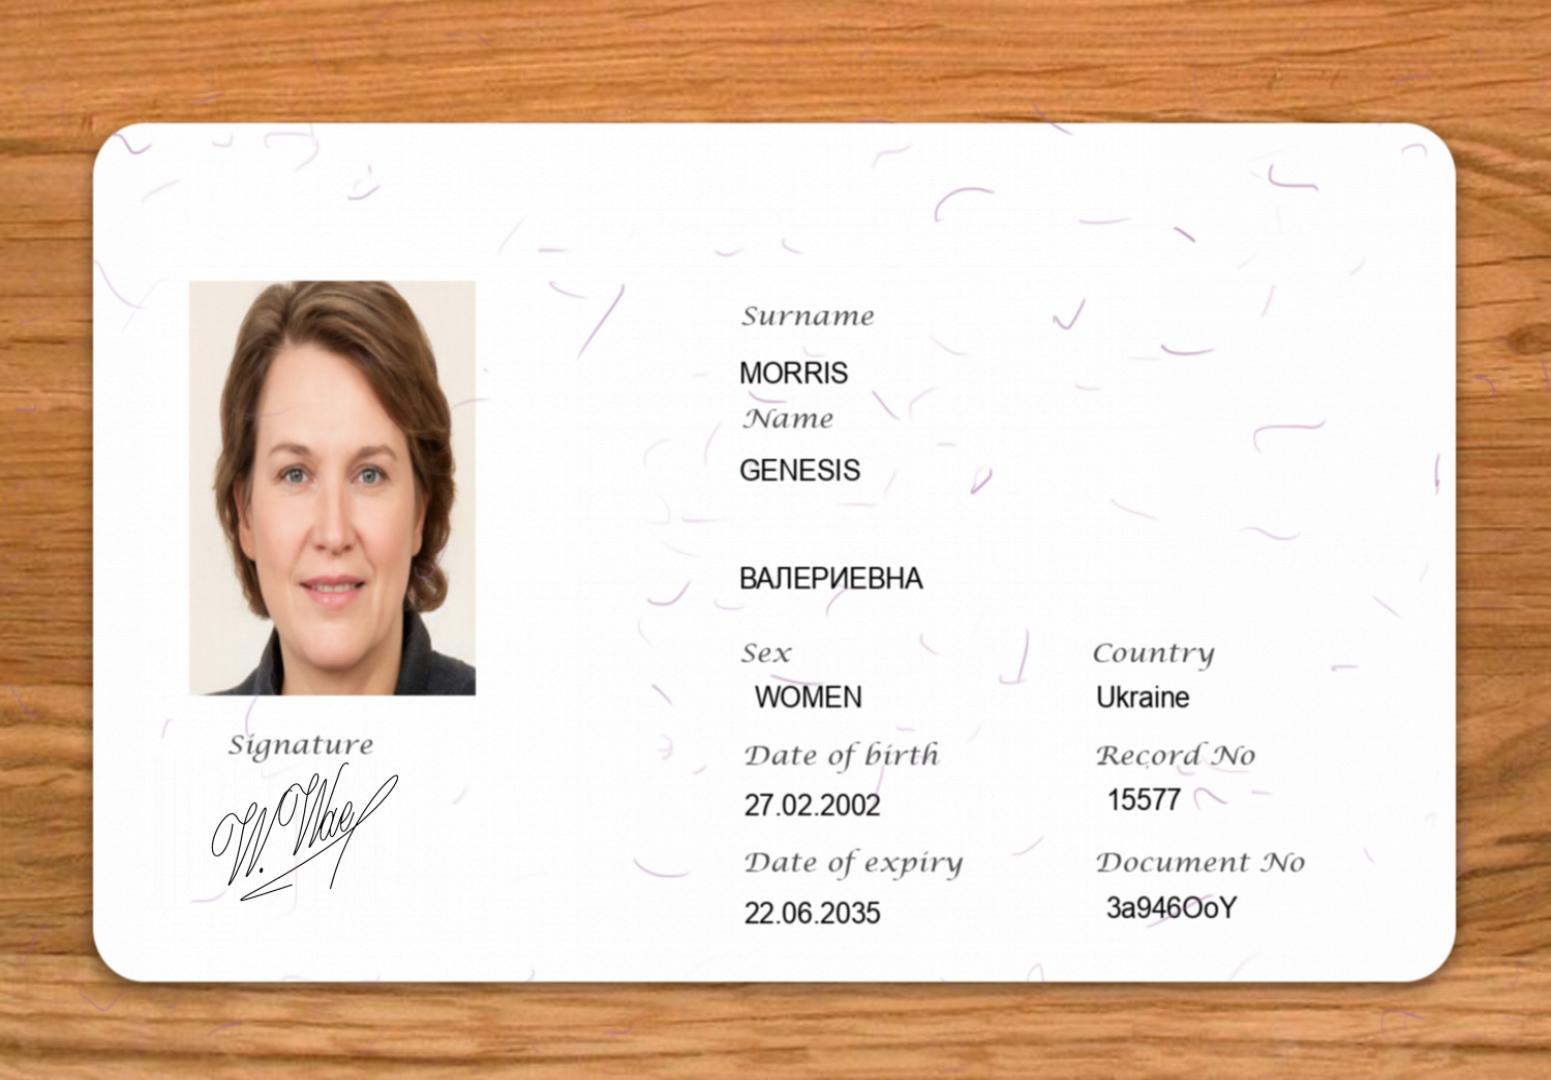 Surname
MORRIS
Name
GENESIS
ВАЛЕРИЕВНА
Sex
WOMEN
Country
Ukraine
Date of birth
27.02.2002
Record No
15577
Date of expiry
22.06.2035
Document No
3a946OoY
Signature
W. Wae